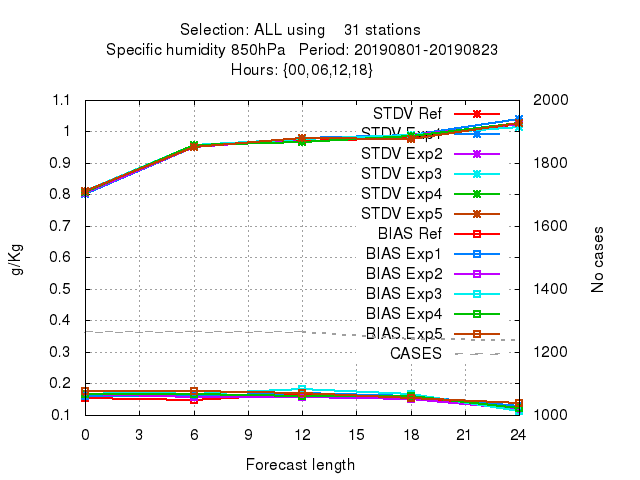 Selection: ALL using 31 stations
Specific humidity 850hPa Period: 20190801-20190823
Hours: {00,06,12,18}
1.1
1
0.9
0.8
0.7
0.6
0.5
0.4
0.3
0.2
0.1
g/Kg
2000
1800
1600
1400
1200
1000
No cases
STDV Ref
STDV Exp1
STDV Exp2
STDV Exp3
STDV Exp4
STDV Exp5
BIAS Ref
BIAS Exp1
BIAS Exp2
BIAS Exp3
BIAS Exp4
BIAS Exp5
CASES
0 3 6 9 12 15 18 21 24
Forecast length